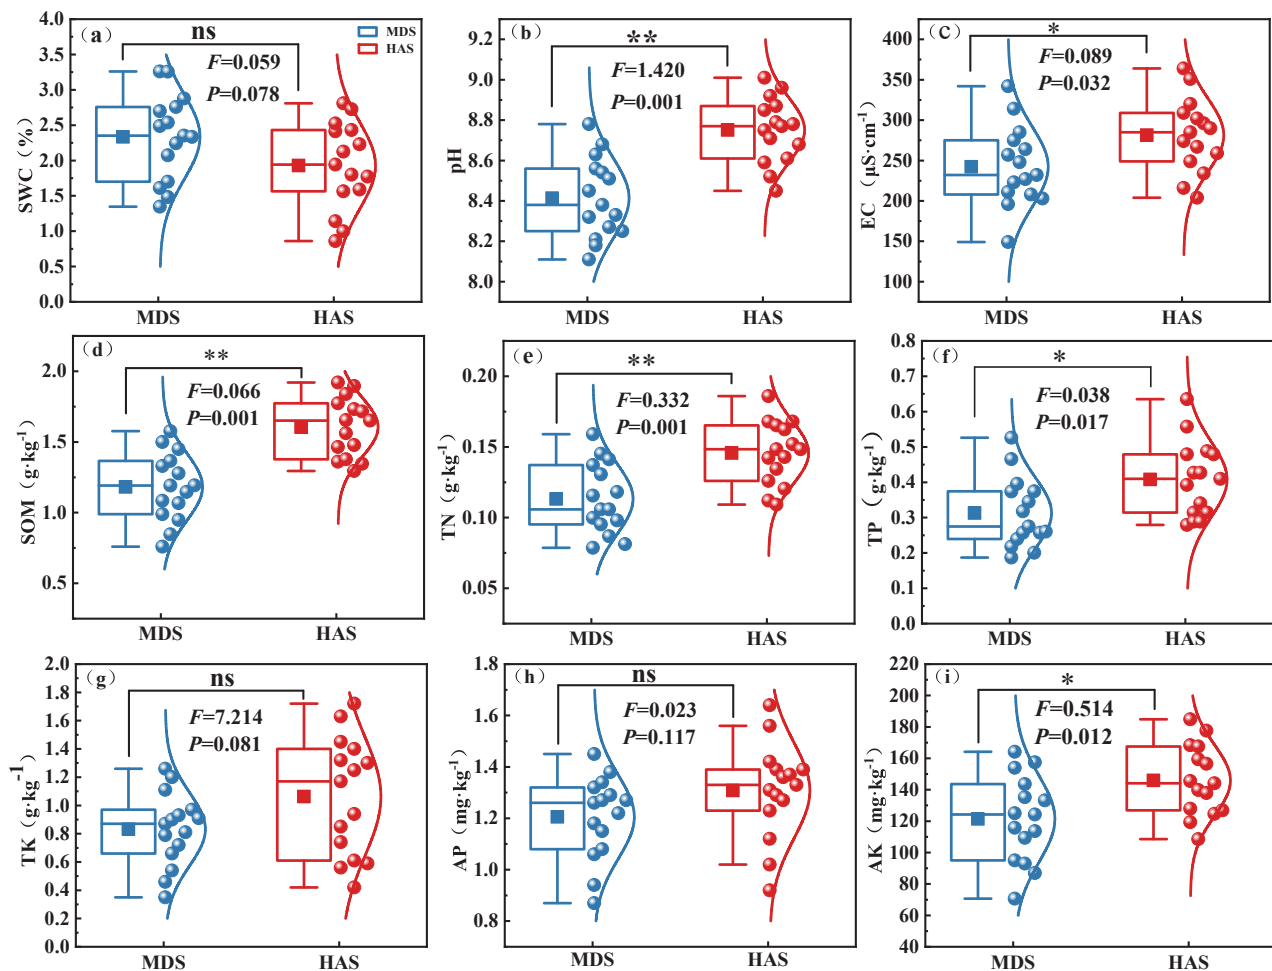 (a)
ns
MDS
HAS
F=0.059
P=0.078
SWC (%)
4.0
3.5
3.0
2.5
2.0
1.5
1.0
0.5
0.0
MDS
HAS
(b)
**
F=1.420
P=0.001
pH
9.2
9.0
8.8
8.6
8.4
8.2
8.0
MDS
HAS
(c)
*
F=0.089
P=0.032
EC (μS·cm⁻¹)
400
350
300
250
200
150
100
MDS
HAS
(d)
**
F=0.066
P=0.001
SOM (g·kg⁻¹)
2.0
1.5
1.0
0.5
MDS
HAS
(e)
**
F=0.332
P=0.001
TN (g·kg⁻¹)
0.20
0.15
0.10
0.05
MDS
HAS
(f)
*
F=0.038
P=0.017
TP (g·kg⁻¹)
0.8
0.7
0.6
0.5
0.4
0.3
0.2
0.1
0.0
MDS
HAS
(g)
ns
F=7.214
P=0.081
TK (g·kg⁻¹)
2.0
1.8
1.6
1.4
1.2
1.0
0.8
0.6
0.4
0.2
0.0
MDS
HAS
(h)
ns
F=0.023
P=0.117
AP (mg·kg⁻¹)
1.8
1.6
1.4
1.2
1.0
0.8
MDS
HAS
(i)
*
F=0.514
P=0.012
AK (mg·kg⁻¹)
220
200
180
160
140
120
100
80
60
40
MDS
HAS